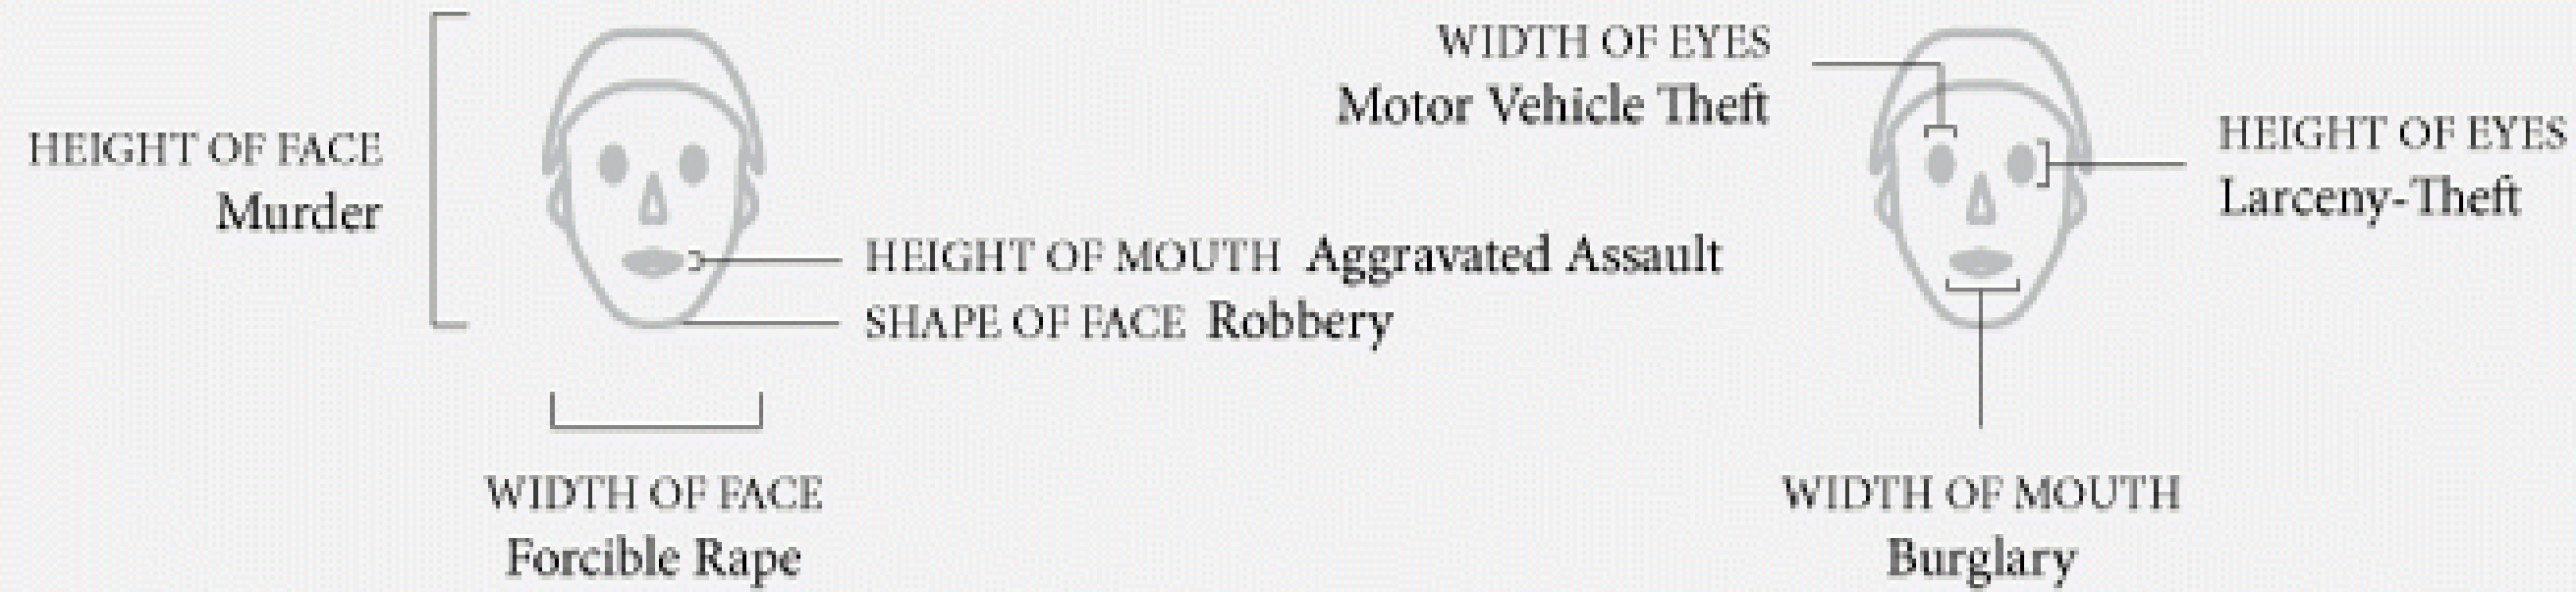 HEIGHT OF FACE
Murder
HEIGHT OF MOUTH Aggravated Assault
SHAPE OF FACE Robbery
WIDTH OF FACE
Forcible Rape
WIDTH OF EYES
Motor Vehicle Theft
HEIGHT OF EYES
Larceny-Theft
WIDTH OF MOUTH
Burglary